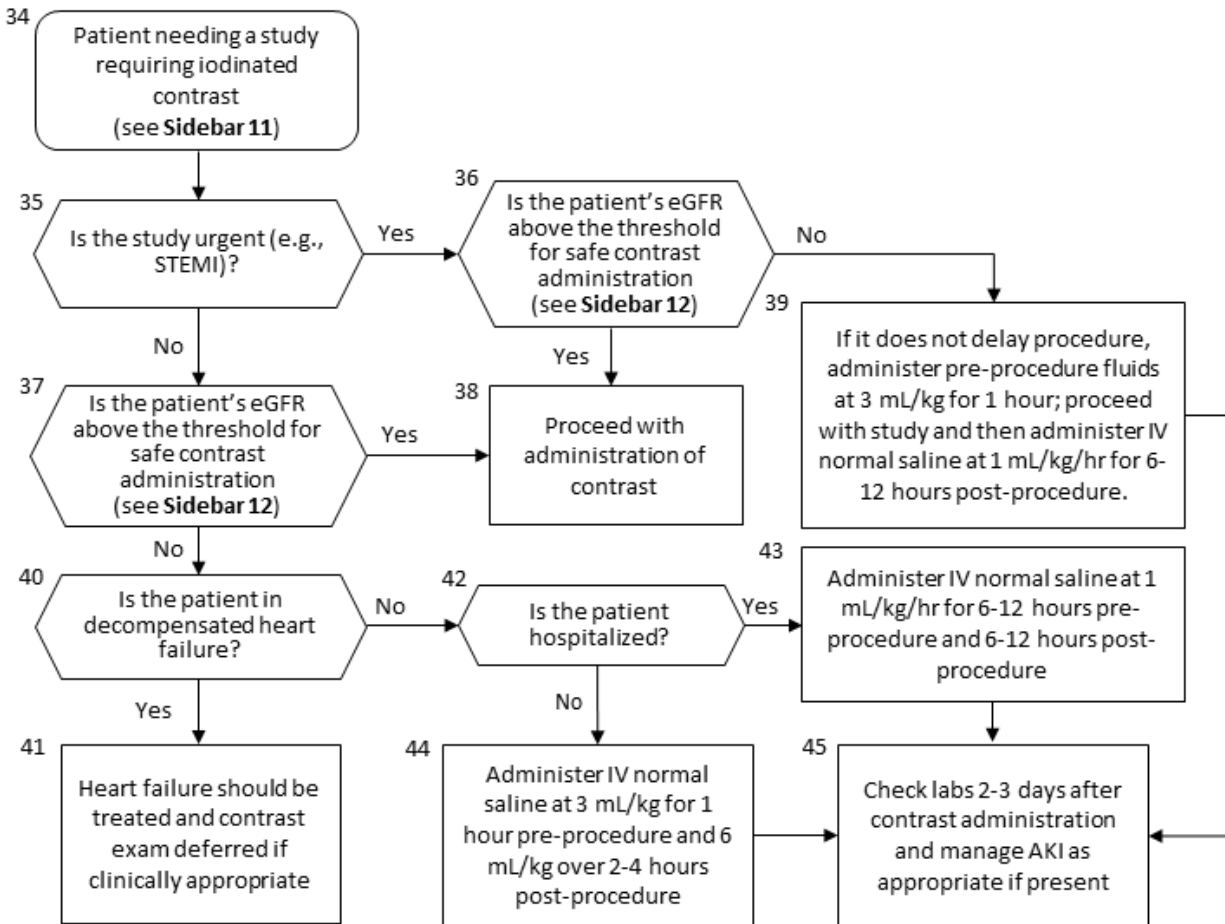 34
Patient needing a study
requiring iodinated
contrast
(see Sidebar 11)
35
Is the study urgent (e.g.,
STEMI)?
Yes
36
Is the patient's eGFR
above the threshold
for safe contrast
administration
(see Sidebar 12)
No
39
If it does not delay procedure,
administer pre-procedure fluids
at 3 mL/kg for 1 hour; proceed
with study and then administer IV
normal saline at 1 mL/kg/hr for 6-
12 hours post-procedure.
No
Yes
37
Is the patient's eGFR
above the threshold for
safe contrast
administration
(see Sidebar 12)
Yes
38
Proceed with
administration of
contrast
No
40
Is the patient in
decompensated heart
failure?
No
42
Is the patient
hospitalized?
Yes
43
Administer IV normal saline at 1
mL/kg/hr for 6-12 hours pre-
procedure and 6-12 hours post-
procedure
Yes
No
41
Heart failure should be
treated and contrast
exam deferred if
clinically appropriate
44
Administer IV normal
saline at 3 mL/kg for 1
hour pre-procedure and 6
mL/kg over 2-4 hours
post-procedure
45
Check labs 2-3 days after
contrast administration
and manage AKI as
appropriate if present